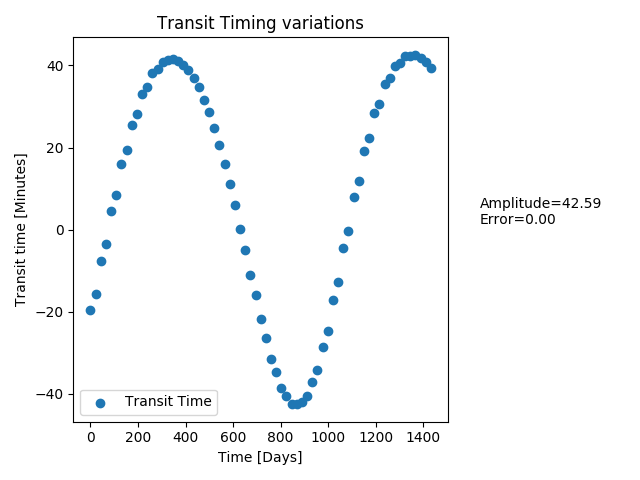 Transit Timing variations
Transit time [Minutes]
40
20
0
−20
−40
Amplitude=42.59
Error=0.00
Transit Time
0 200 400 600 800 1000 1200 1400
Time [Days]